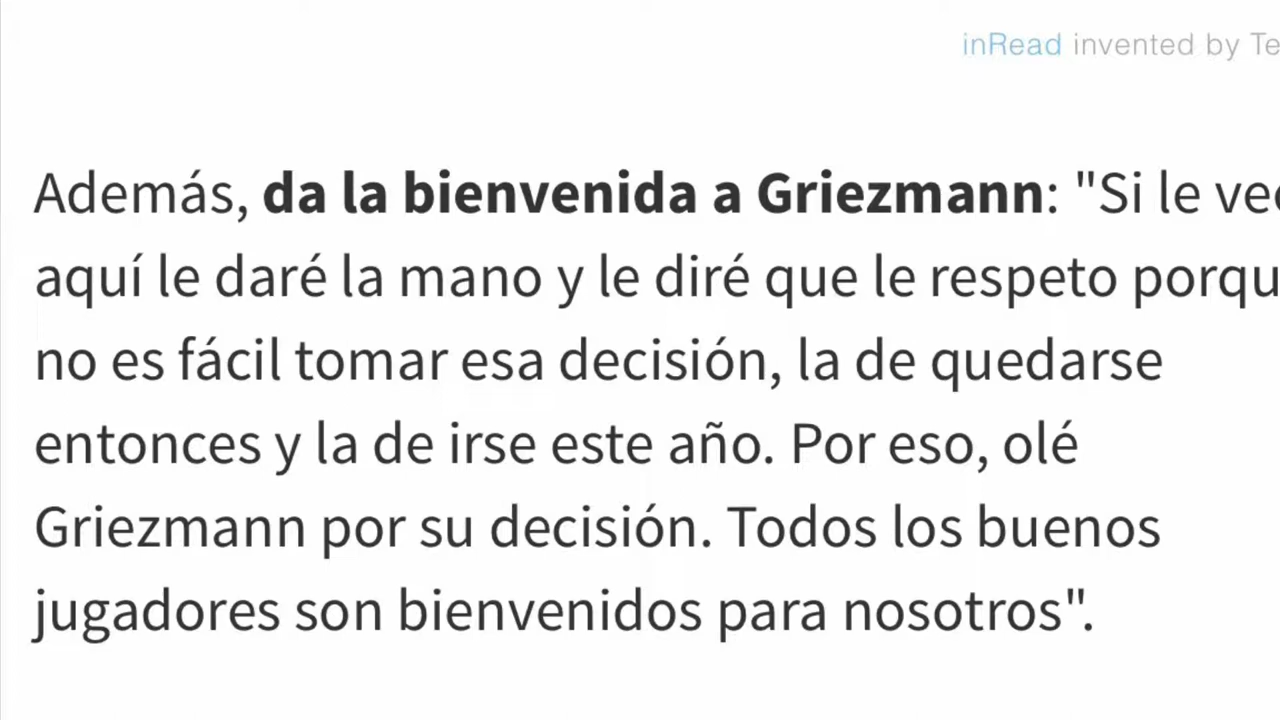 inRead invented by
Además, da la bienvenida a Griezmann: "Si le
aquí le daré la mano y le diré que le respeto
no es fácil tomar esa decisión, la de quedarse
entonces y la de irse este año. Por eso, olé
Griezmann por su decisión. Todos los buenos
jugadores son bienvenidos para nosotros".